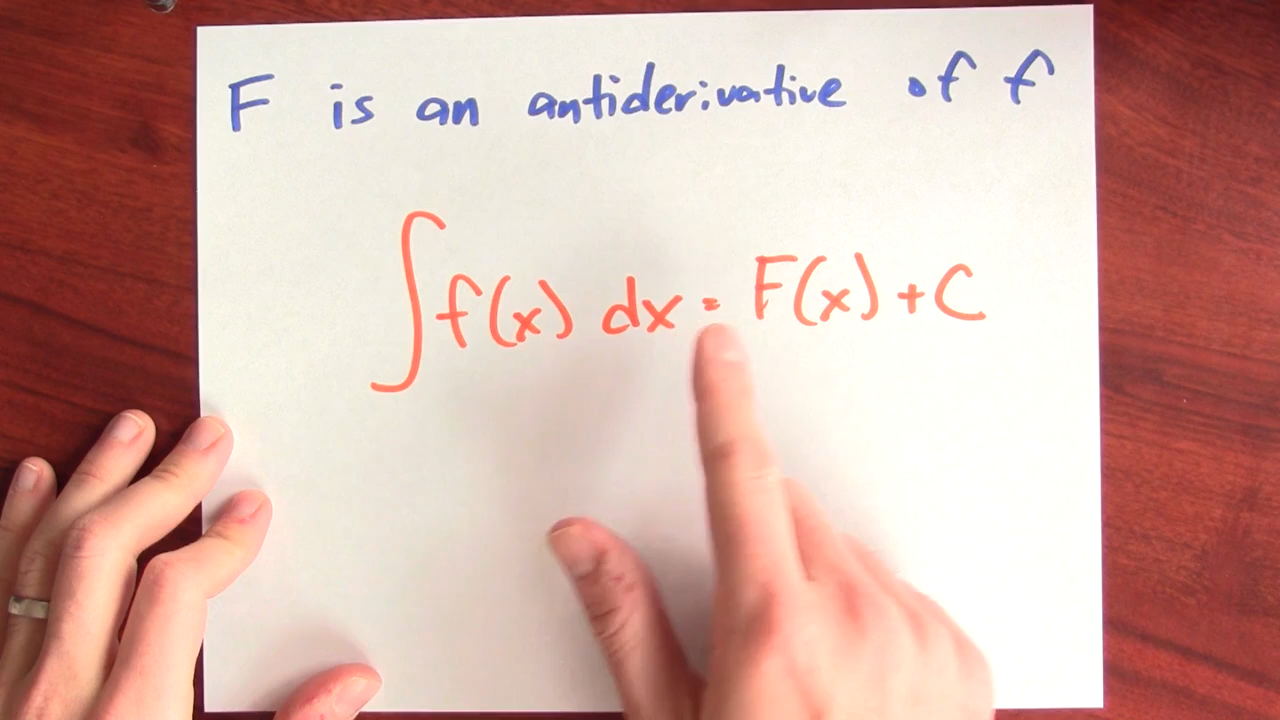 F is an antiderivative of f
∫f(x) dx = F(x) + C